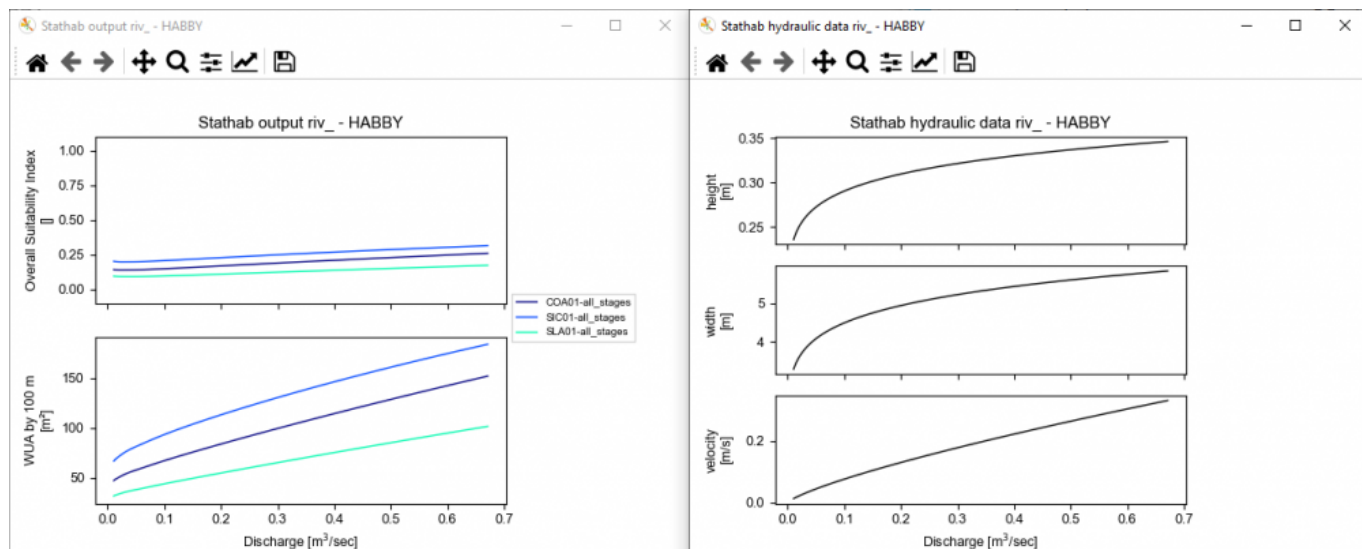 Stathab output riv_ - HABBY
Stathab output riv_ - HABBY
Overall Suitability Index
[]
1.00
0.75
0.50
0.25
0.00
COA01-all_stages
SIC01-all_stages
SLA01-all_stages
WUA by 100 m
[m²]
150
100
50
0.0 0.1 0.2 0.3 0.4 0.5 0.6 0.7
Discharge [m³/sec]
Stathab hydraulic data riv_ - HABBY
Stathab hydraulic data riv_ - HABBY
height
[m]
0.35
0.30
0.25
width
[m]
5
4
velocity
[m/s]
0.2
0.0
0.0 0.1 0.2 0.3 0.4 0.5 0.6 0.7
Discharge [m³/sec]